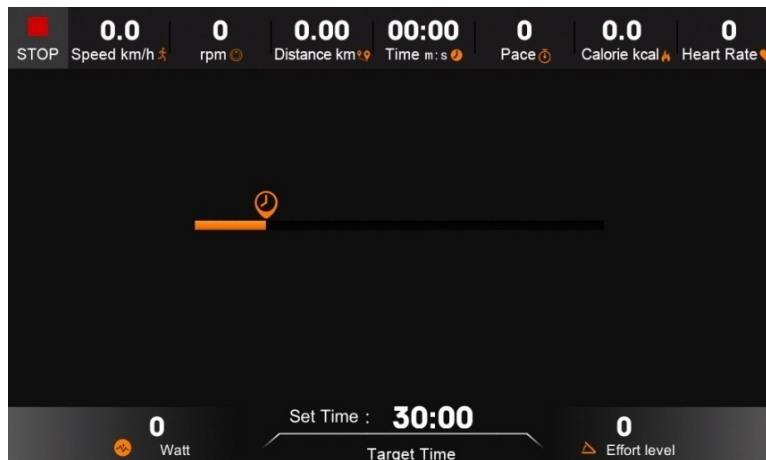 0.0 0 0.00 00:00 0 0.0 0
STOP Speed km/h rpm Distance km Time m:s Pace Calorie kcal Heart Rate
Set Time : 30:00
0 0
Watt Target Time Effort level